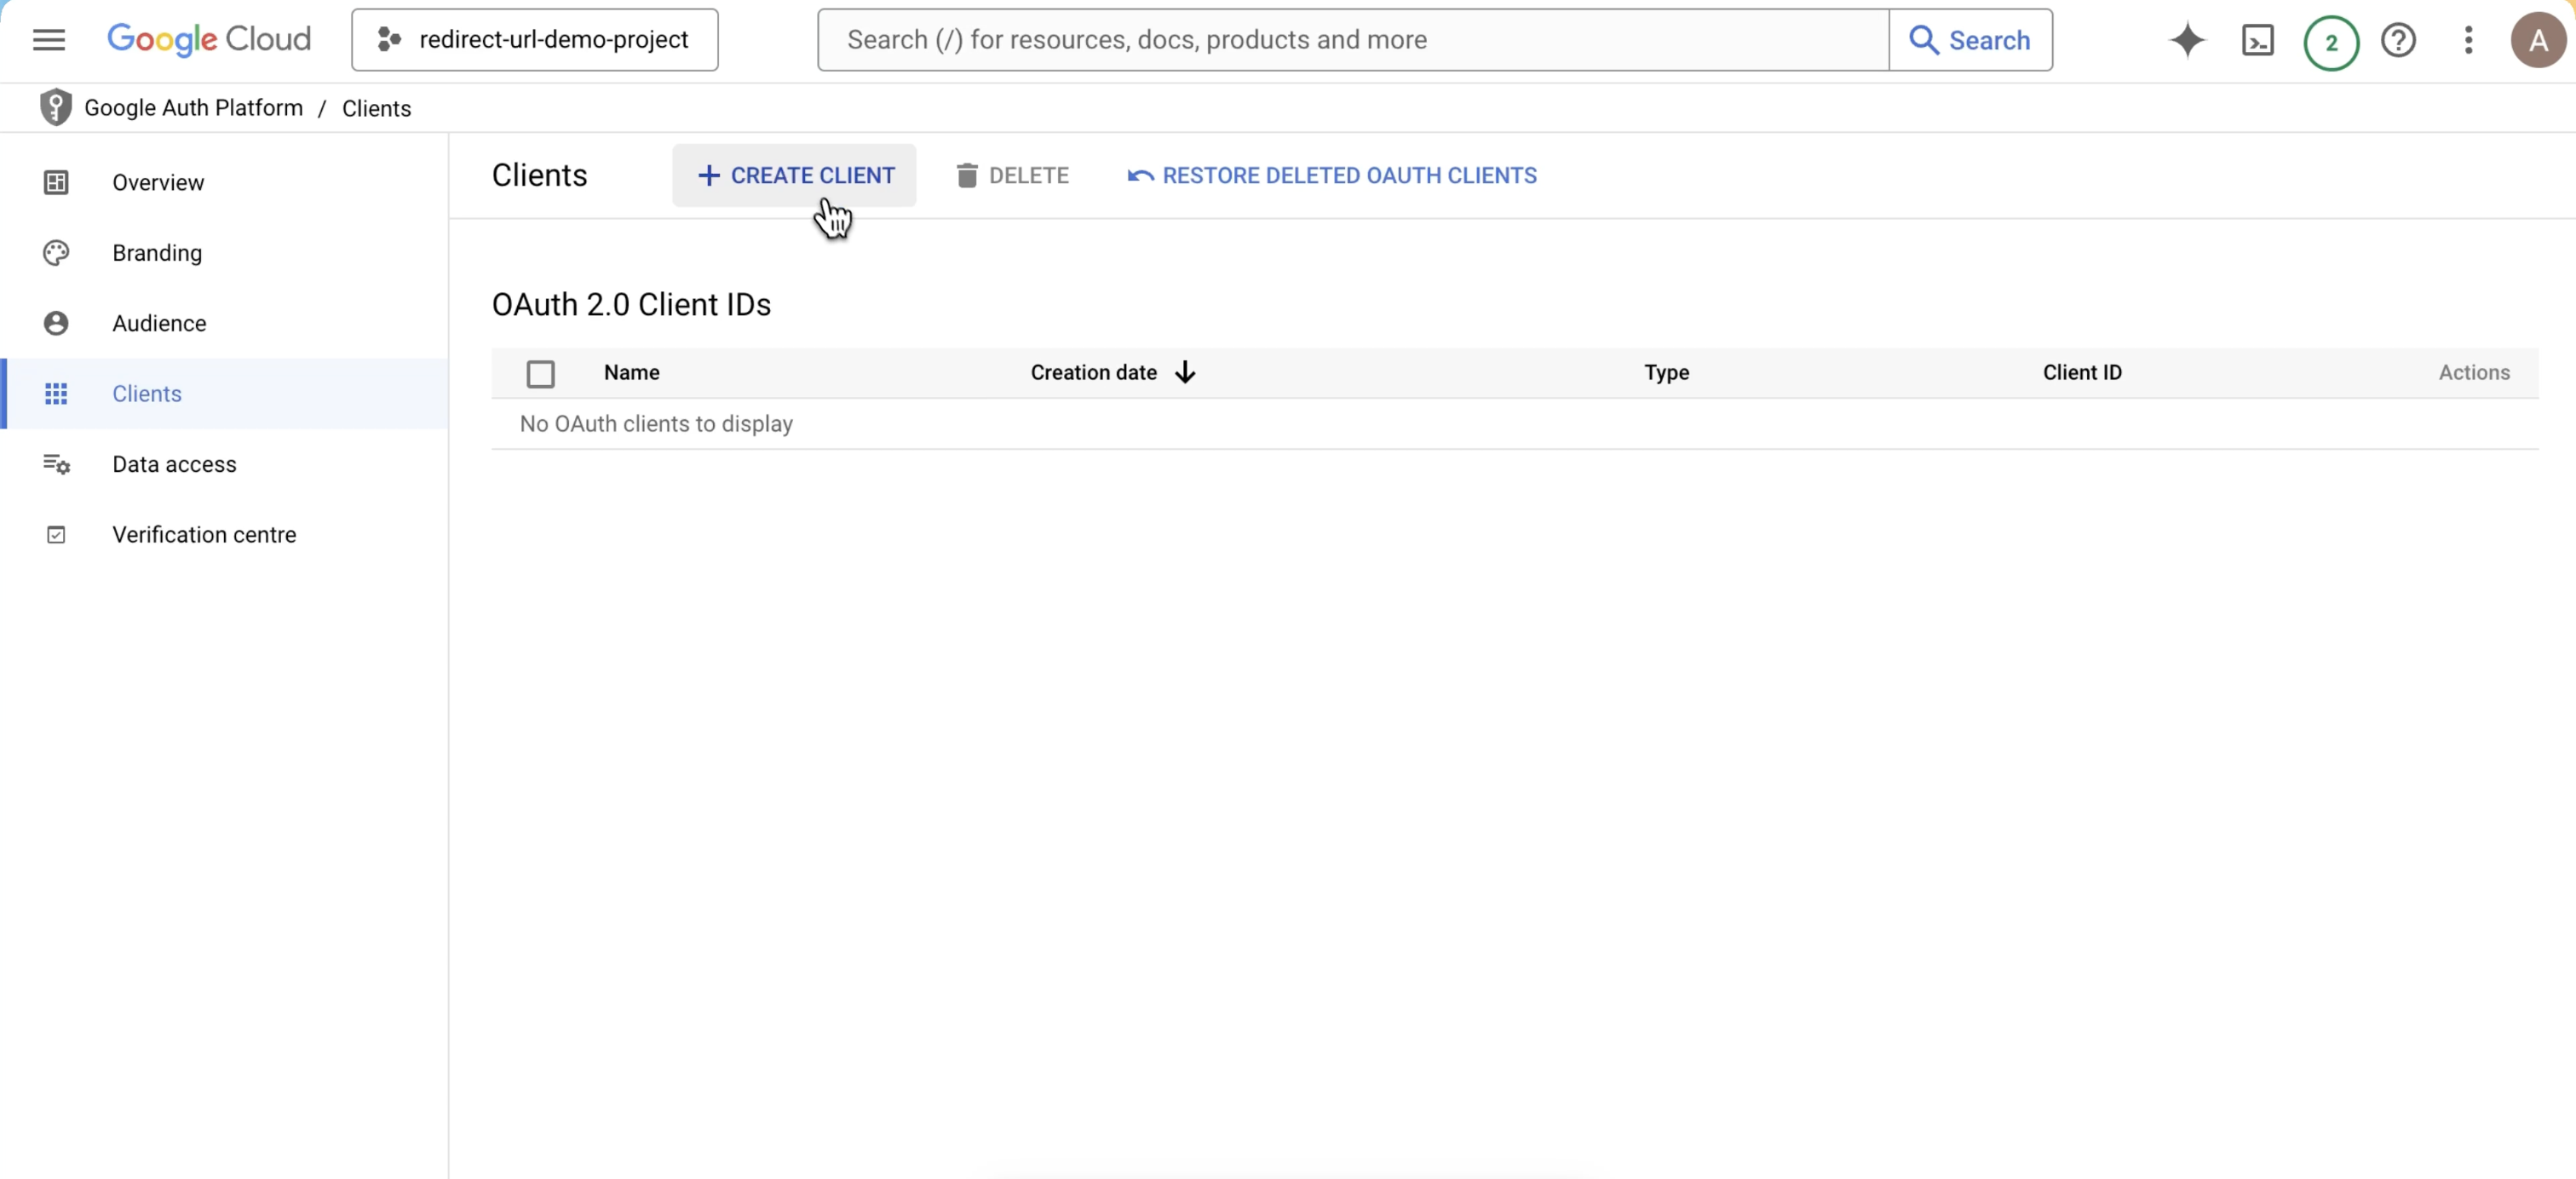 Google Cloud
redirect-url-demo-project
Search (/) for resources, docs, products and more
Search
2
A
Google Auth Platform / Clients
Overview
Branding
Audience
Clients
Data access
Verification centre
Clients
+ CREATE CLIENT
DELETE
RESTORE DELETED OAUTH CLIENTS
OAuth 2.0 Client IDs
Name Creation date Type Client ID Actions
No OAuth clients to display